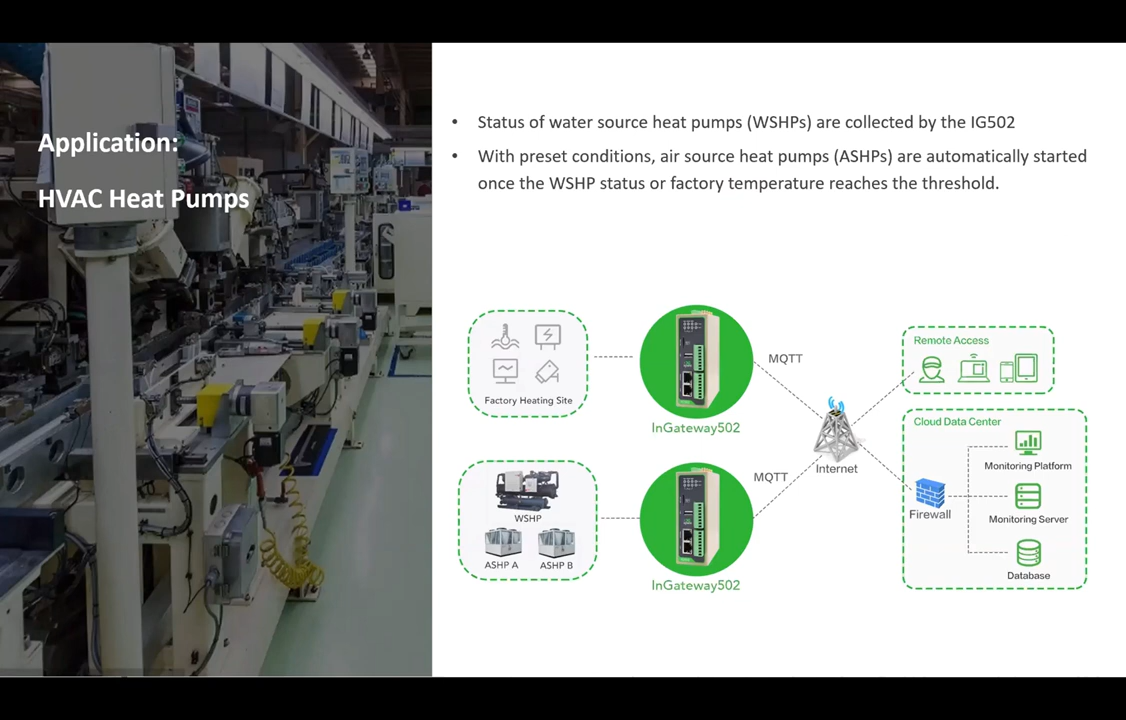 Application:
HVAC Heat Pumps
• Status of water source heat pumps (WSHPs) are collected by the IG502
• With preset conditions, air source heat pumps (ASHPs) are automatically started
once the WSHP status or factory temperature reaches the threshold.
Factory Heating Site
InGateway502
MQTT
Internet
Remote Access
Cloud Data Center
Monitoring Platform
Firewall
Monitoring Server
Database
WSHP
ASHP A
ASHP B
InGateway502
MQTT